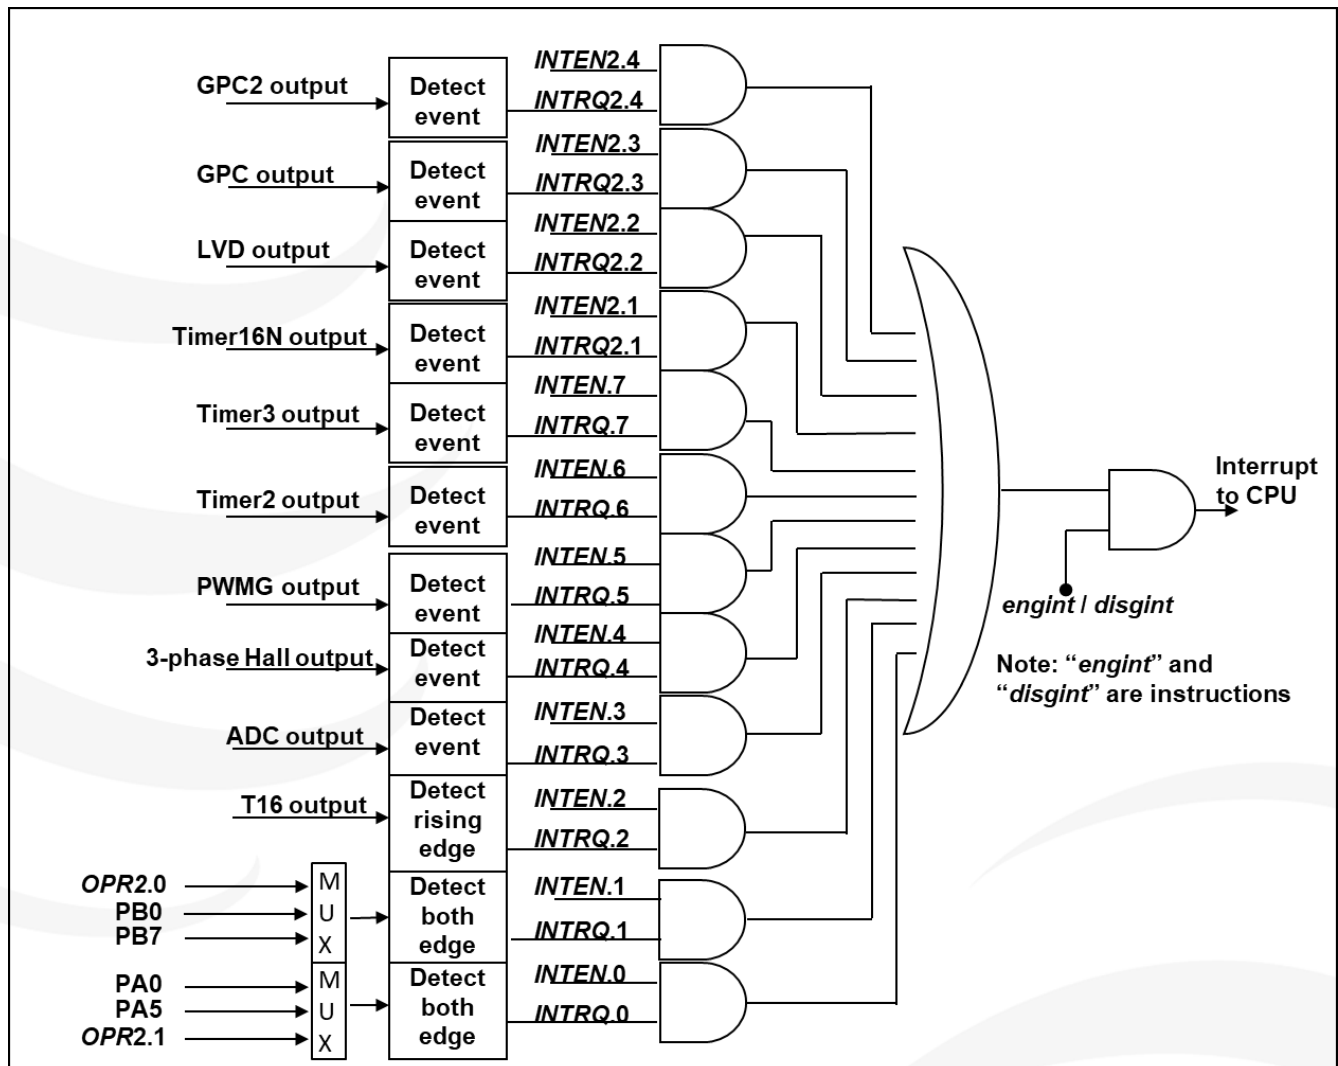 GPC2 output
Detect
event
INTEN2.4
INTRQ2.4
GPC output
Detect
event
INTEN2.3
INTRQ2.3
LVD output
Detect
event
INTEN2.2
INTRQ2.2
Timer16N output
Detect
event
INTEN2.1
INTRQ2.1
Timer3 output
Detect
event
INTEN.7
INTRQ.7
Timer2 output
Detect
event
INTEN.6
INTRQ.6
PWMG output
Detect
event
INTEN.5
INTRQ.5
3-phase Hall output
Detect
event
INTEN.4
INTRQ.4
ADC output
Detect
event
INTEN.3
INTRQ.3
T16 output
Detect
rising
edge
INTEN.2
INTRQ.2
OPR2.0
PB0
PB7
M
U
X
Detect
both
edge
INTEN.1
INTRQ.1
PA0
PA5
OPR2.1
M
U
X
Detect
both
edge
INTEN.0
INTRQ.0
Interrupt
to CPU
engint / disgint
Note: “engint” and
“disgint” are instructions